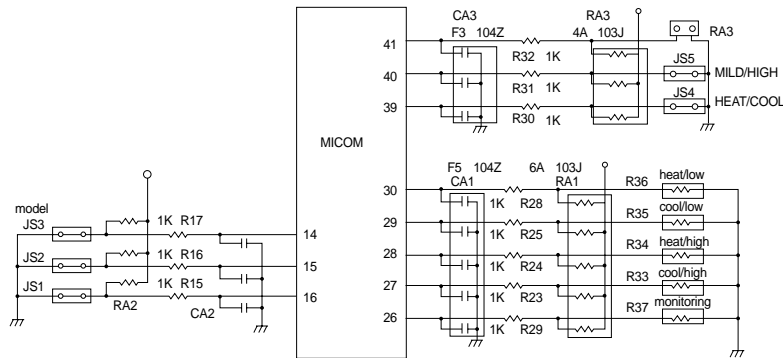 CA3 RA3
F3 104Z 4A 103J
RA3
41
R32 1K
JS5
40
MILD/HIGH
R31 1K
JS4
39
HEAT/COOL
R30 1K
MICOM
F5 104Z 6A 103J
CA1 RA1
30
R36 heat/low
1K R28
29
R35 cool/low
1K R25
28
R34 heat/high
1K R24
27
R33 cool/high
1K R23
26
R37 monitoring
1K R29
model
JS3
1K R17
14
JS2
1K R16
15
JS1
1K R15
16
RA2
CA2